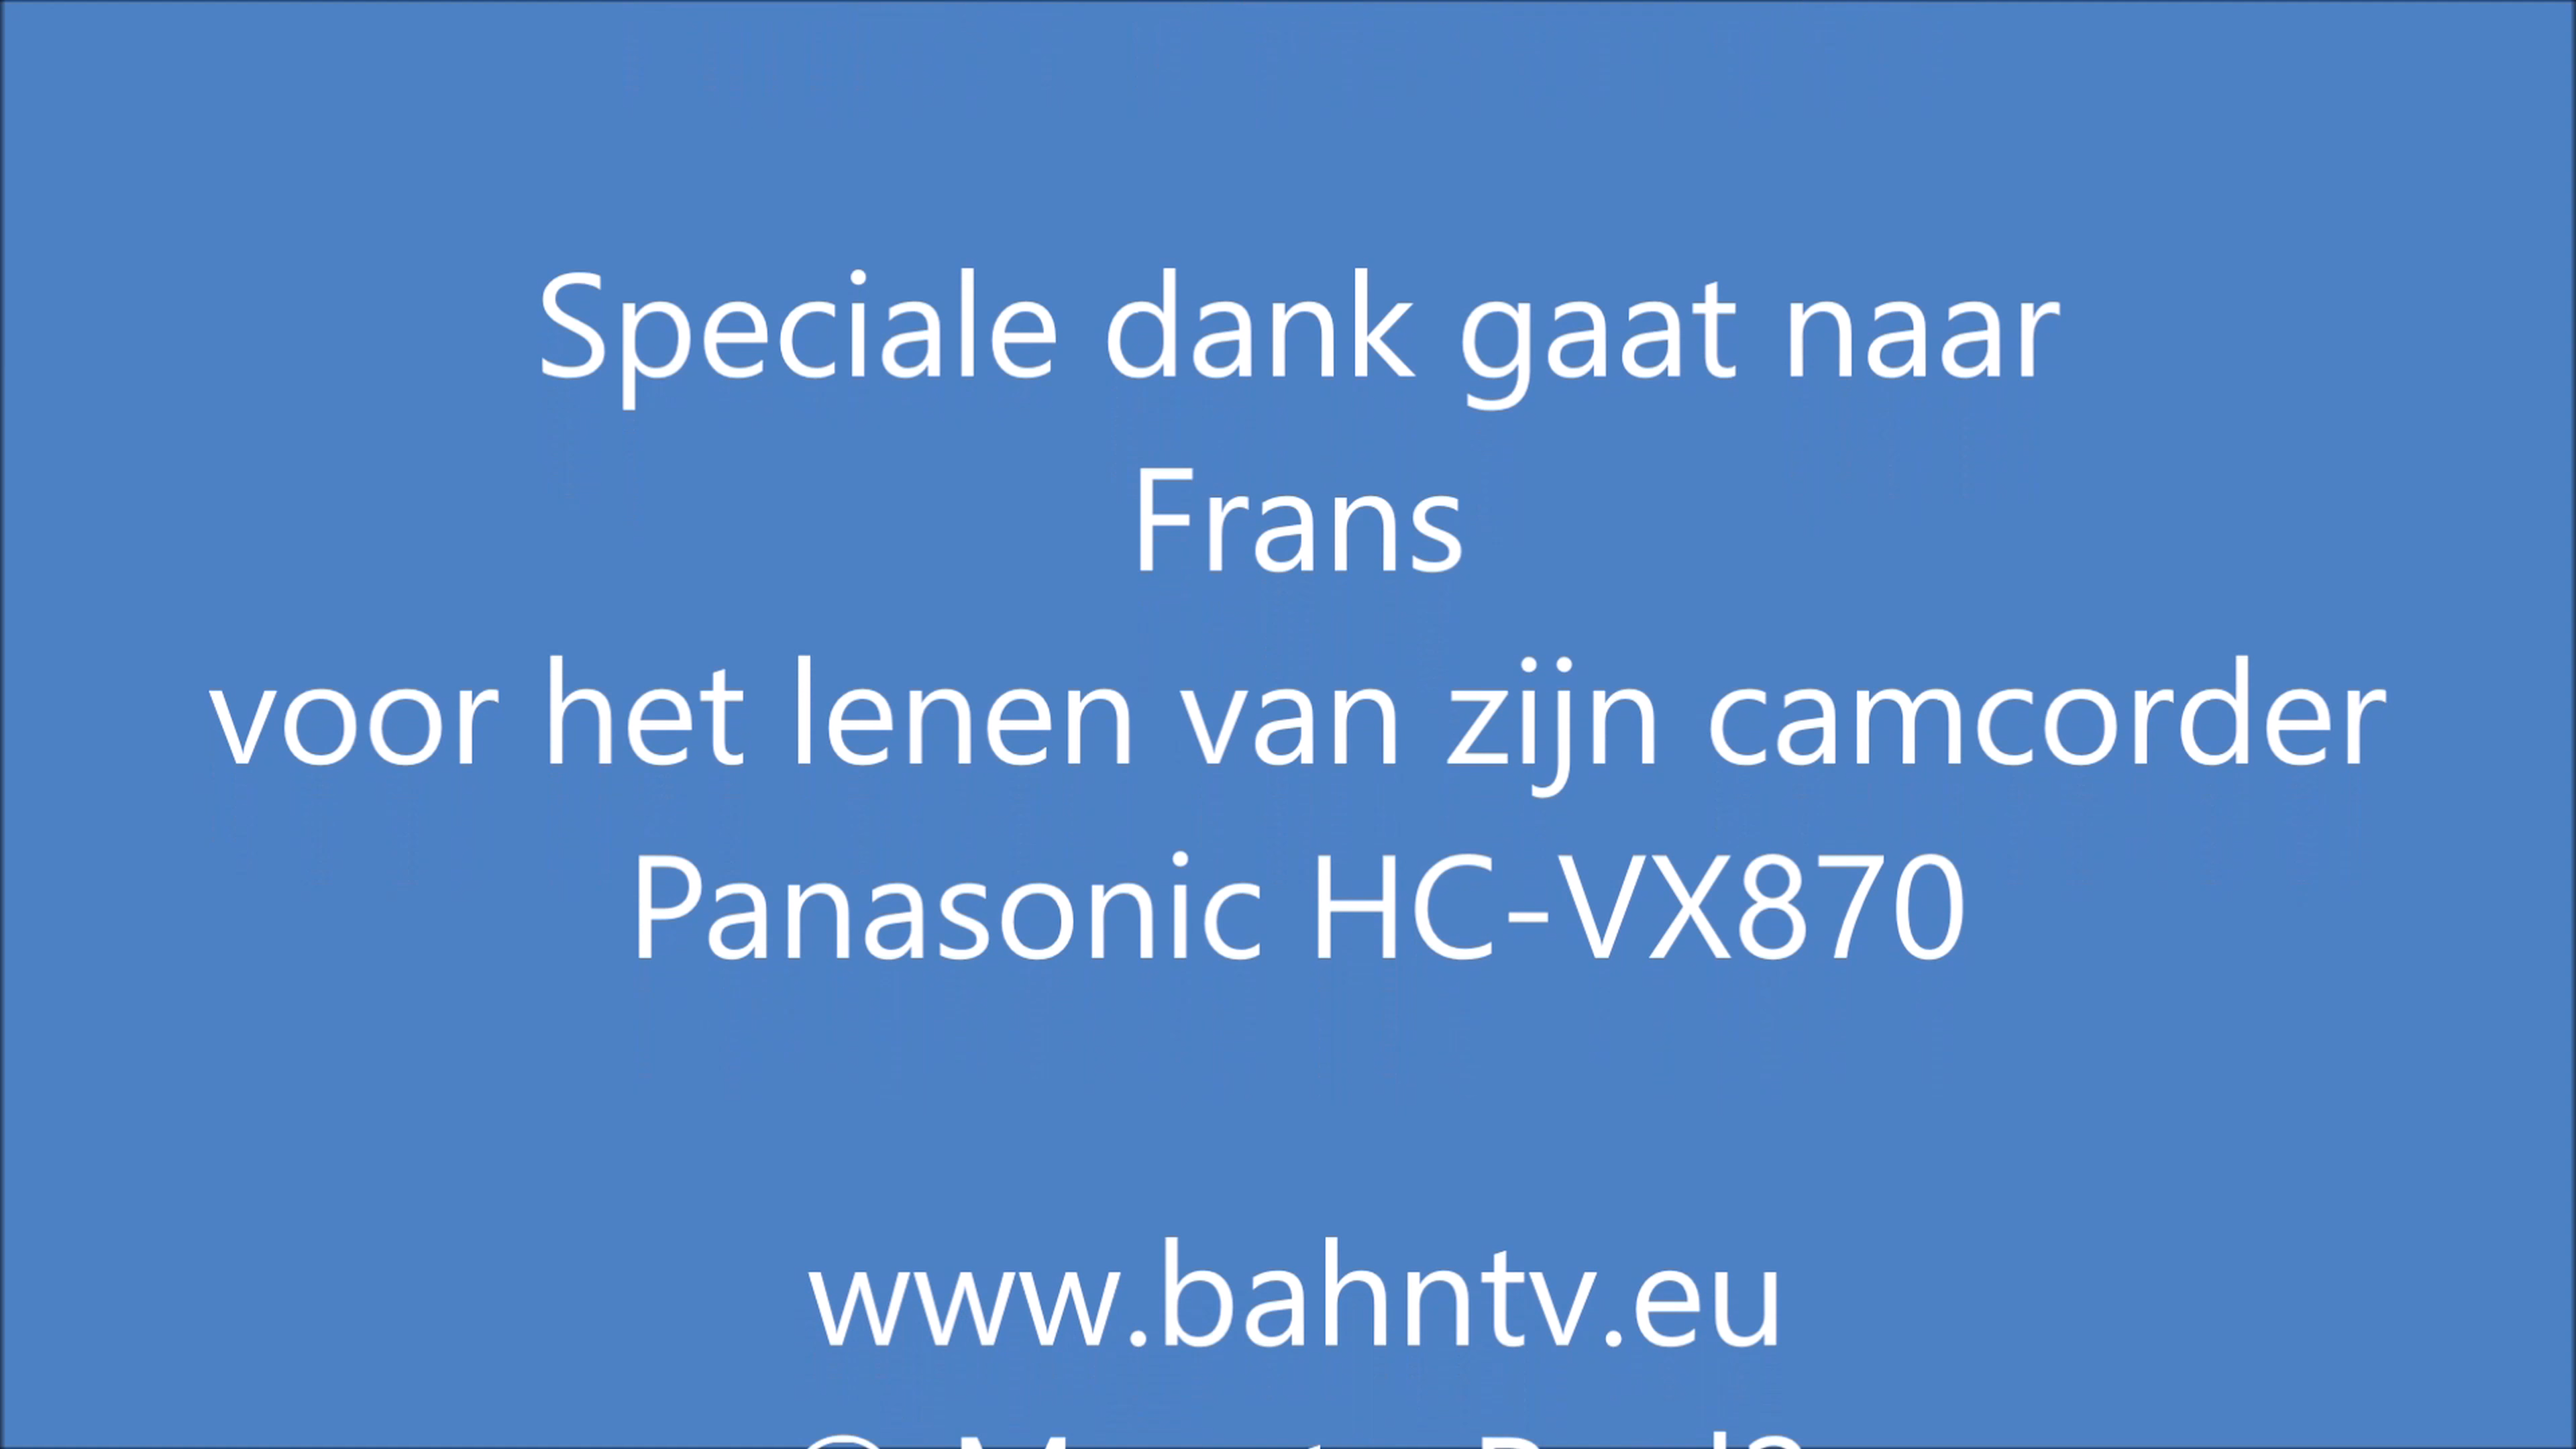 Speciale dank gaat naar
Frans
voor het lenen van zijn camcorder
Panasonic HC-VX870
www.bahntv.eu